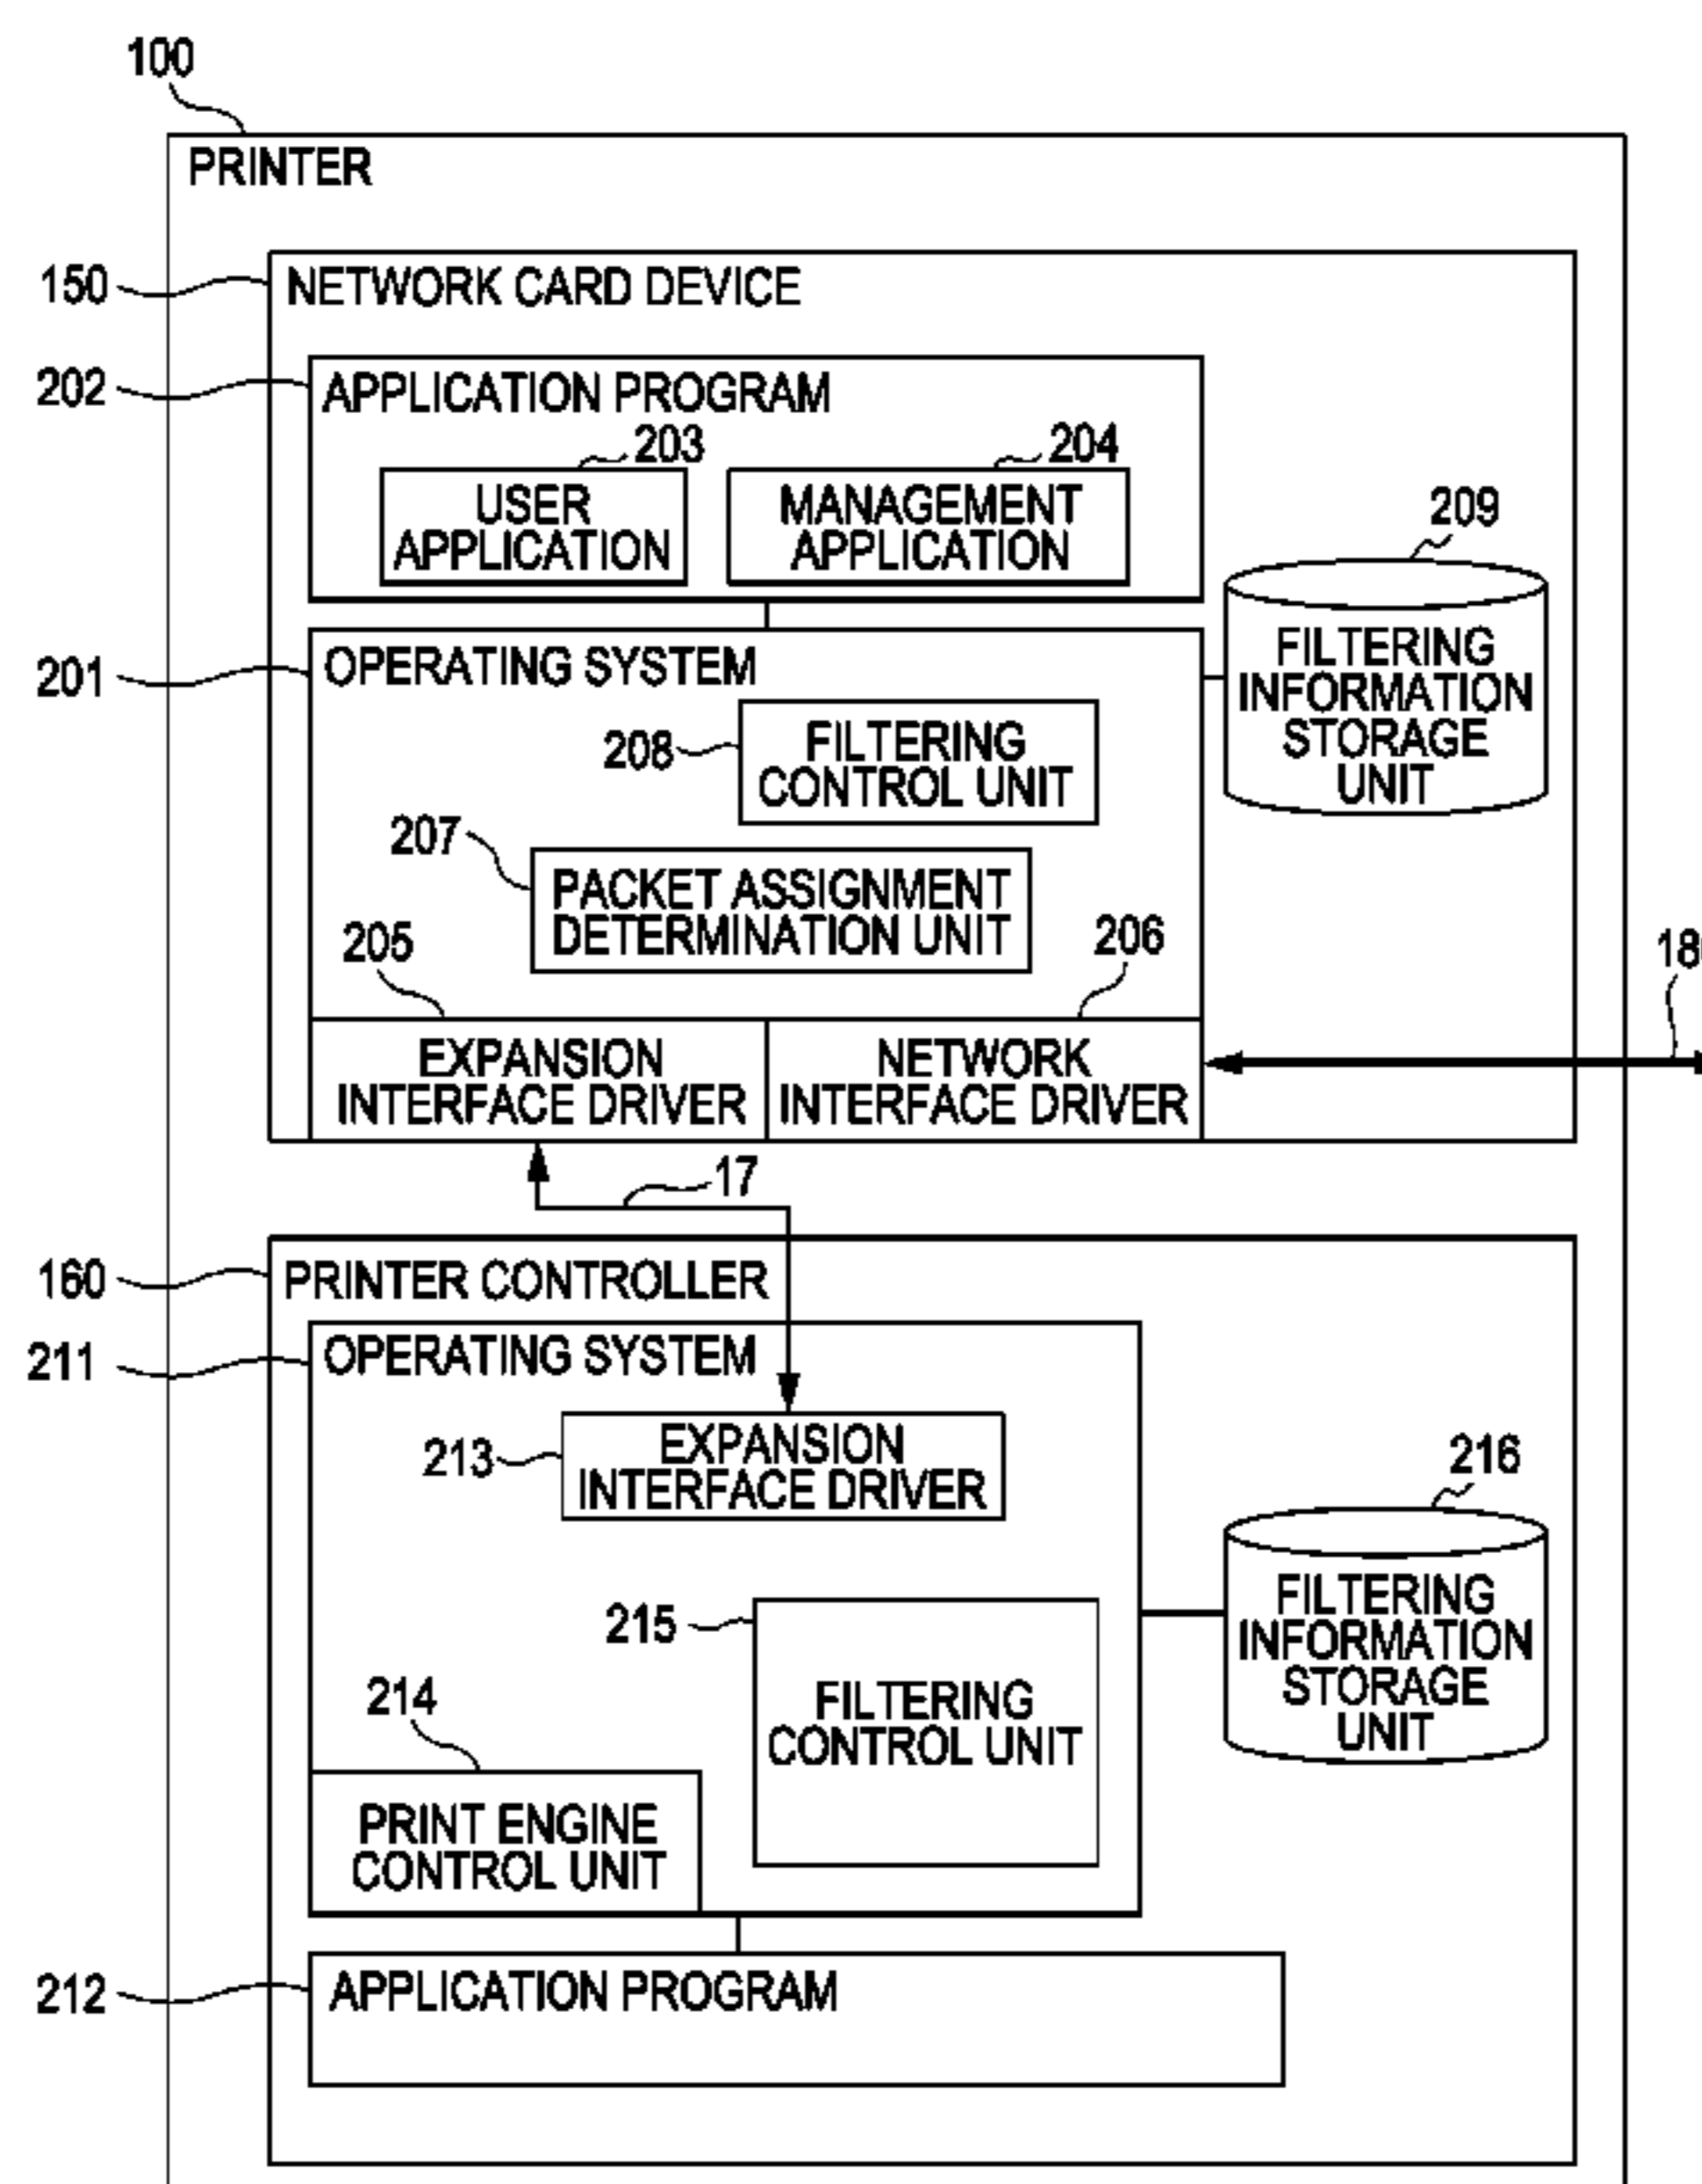 100
PRINTER
150
NETWORK CARD DEVICE
202
APPLICATION PROGRAM
203
204
USER
APPLICATION
MANAGEMENT
APPLICATION
209
FILTERING
INFORMATION
STORAGE
UNIT
201
OPERATING SYSTEM
208
FILTERING
CONTROL UNIT
207
PACKET ASSIGNMENT
DETERMINATION UNIT
205
206
EXPANSION
INTERFACE DRIVER
NETWORK
INTERFACE DRIVER
17
160
PRINTER CONTROLLER
211
OPERATING SYSTEM
213
EXPANSION
INTERFACE DRIVER
216
FILTERING
INFORMATION
STORAGE
UNIT
215
FILTERING
CONTROL UNIT
214
PRINT ENGINE
CONTROL UNIT
212
APPLICATION PROGRAM